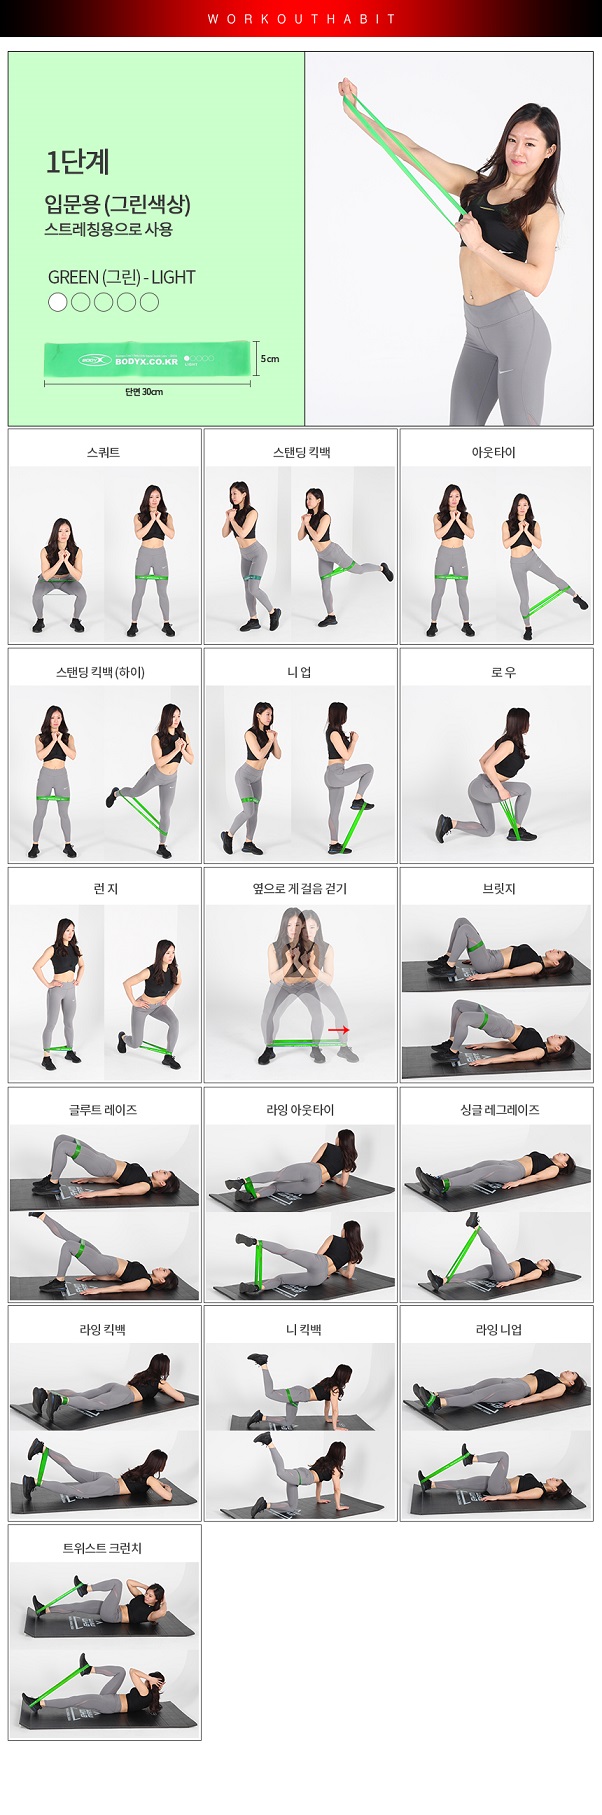 WORKOUTHABIT
1단계
입문용 (그린색상)
스트레칭용으로 사용
GREEN (그린) - LIGHT
BODYX
BODYX.CO.KR
LIGHT
5cm
단면 30cm
스쿼트
스탠딩 킥백
아웃타이
스탠딩 킥백 (하이)
니 업
로 우
런 지
옆으로 게 걸음 걷기
브릿지
글루트 레이즈
라잉 아웃타이
싱글 레그레이즈
라잉 킥백
니 킥백
라잉 니업
트위스트 크런치